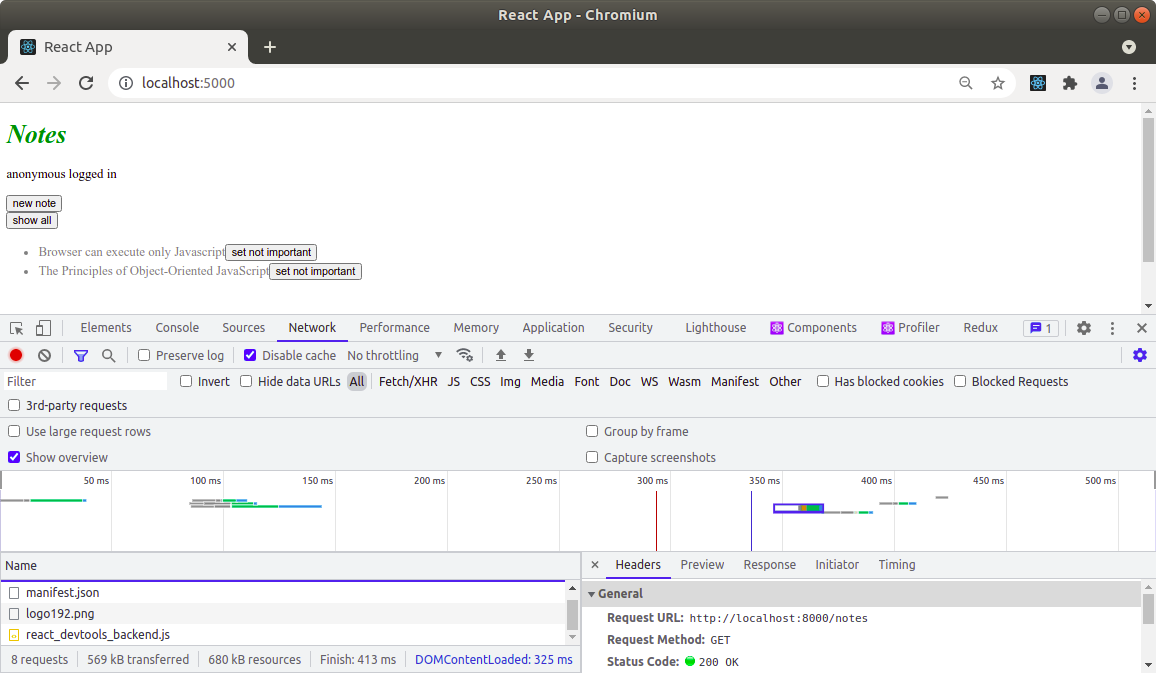 React App - Chromium
React App
localhost:5000
Notes
anonymous logged in
new note
show all
Browser can execute only Javascript set not important
The Principles of Object-Oriented JavaScript set not important
Elements Console Sources Network Performance Memory Application Security Lighthouse Components Profiler Redux 1
Preserve log Disable cache No throttling
Filter Invert Hide data URLs All Fetch/XHR JS CSS Img Media Font Doc WS Wasm Manifest Other Has blocked cookies Blocked Requests
3rd-party requests
Use large request rows Group by frame
Show overview Capture screenshots
50 ms 100 ms 150 ms 200 ms 250 ms 300 ms 350 ms 400 ms 450 ms 500 ms
Name Headers Preview Response Initiator Timing
manifest.json General
logo192.png Request URL: http://localhost:8000/notes
react_devtools_backend.js Request Method: GET
8 requests 569 kB transferred 680 kB resources Finish: 413 ms DOMContentLoaded: 325 ms Status Code: 200 OK